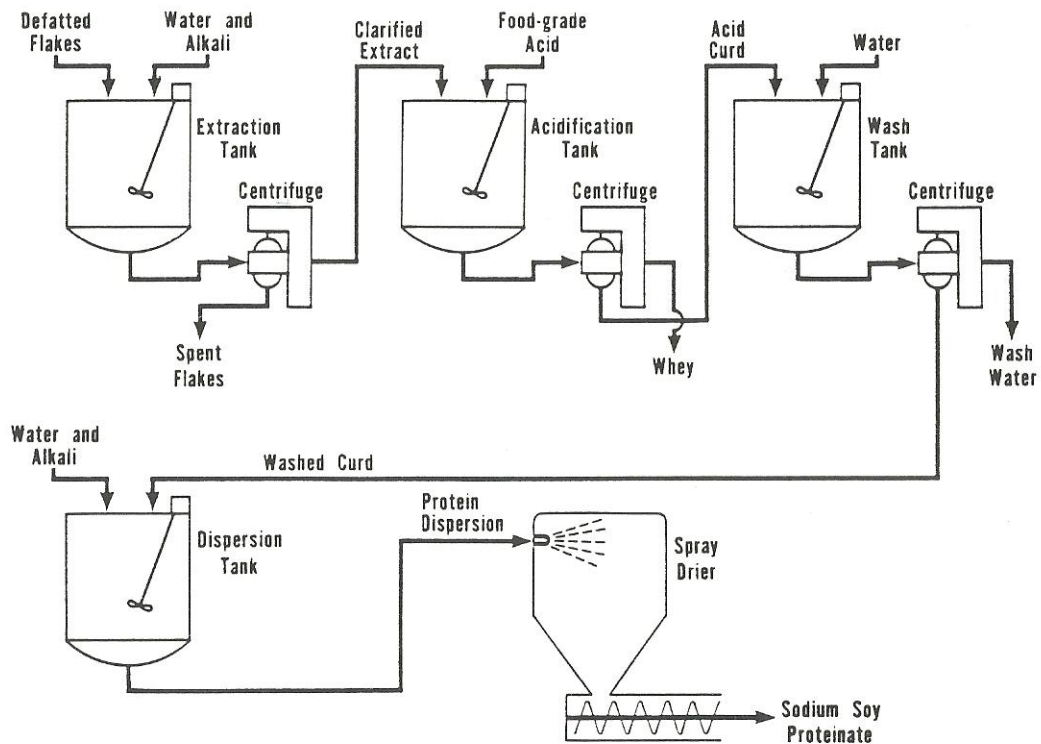 Defatted
Flakes
Water and
Alkali
Clarified
Extract
Food-grade
Acid
Acid
Curd
Water
Extraction
Tank
Acidification
Tank
Wash
Tank
Centrifuge
Centrifuge
Centrifuge
Spent
Flakes
Whey
Wash
Water
Water and
Alkali
Washed Curd
Protein
Dispersion
Dispersion
Tank
Spray
Drier
Sodium Soy
Proteinate